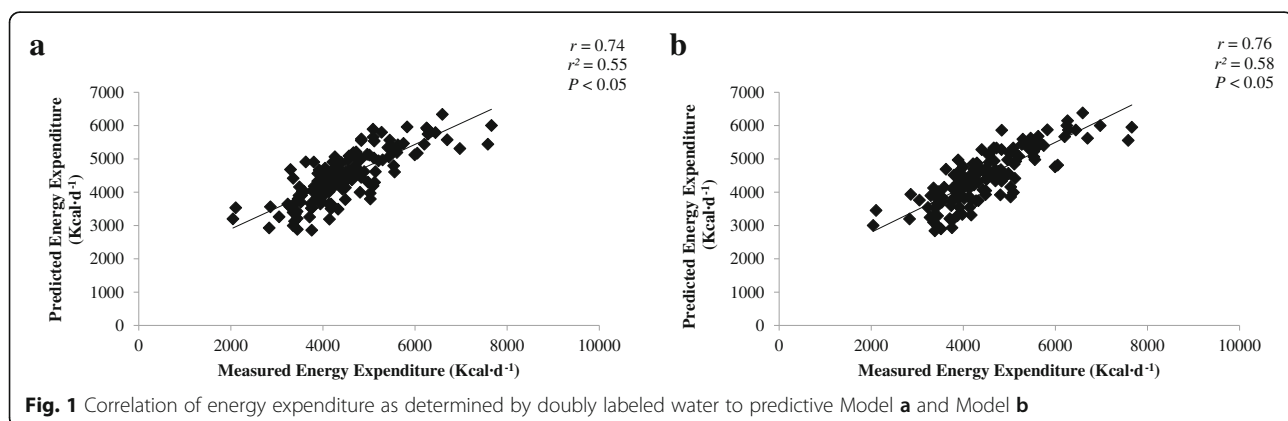 a
r = 0.74
r² = 0.55
P < 0.05
7000
6000
5000
4000
3000
2000
1000
0
Predicted Energy Expenditure
(Kcal·d⁻¹)
0
2000
4000
6000
8000
10000
Measured Energy Expenditure (Kcal·d⁻¹)
b
r = 0.76
r² = 0.58
P < 0.05
7000
6000
5000
4000
3000
2000
1000
0
Predicted Energy Expenditure
(Kcal·d⁻¹)
0
2000
4000
6000
8000
10000
Measured Energy Expenditure (Kcal·d⁻¹)
Fig. 1 Correlation of energy expenditure as determined by doubly labeled water to predictive Model a and Model b